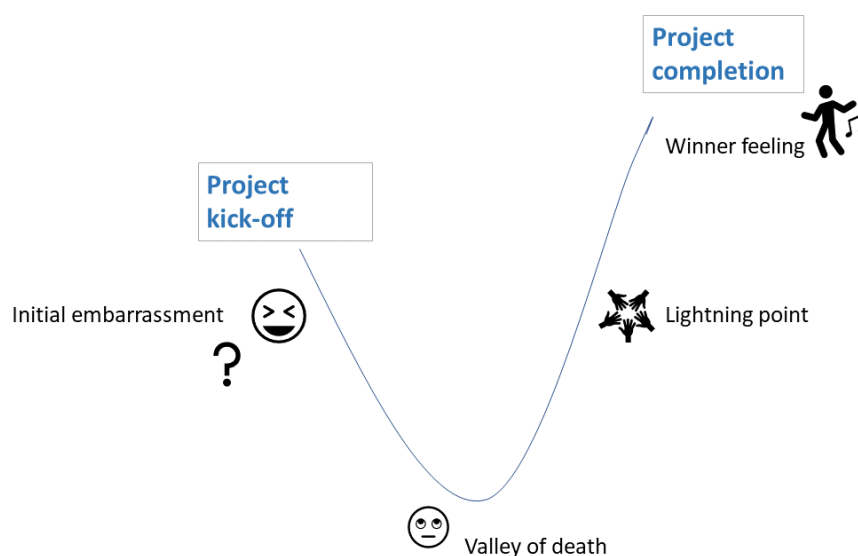 Project
completion
Winner feeling
Project
kick-off
Initial embarrassment
?
Lightning point
Valley of death